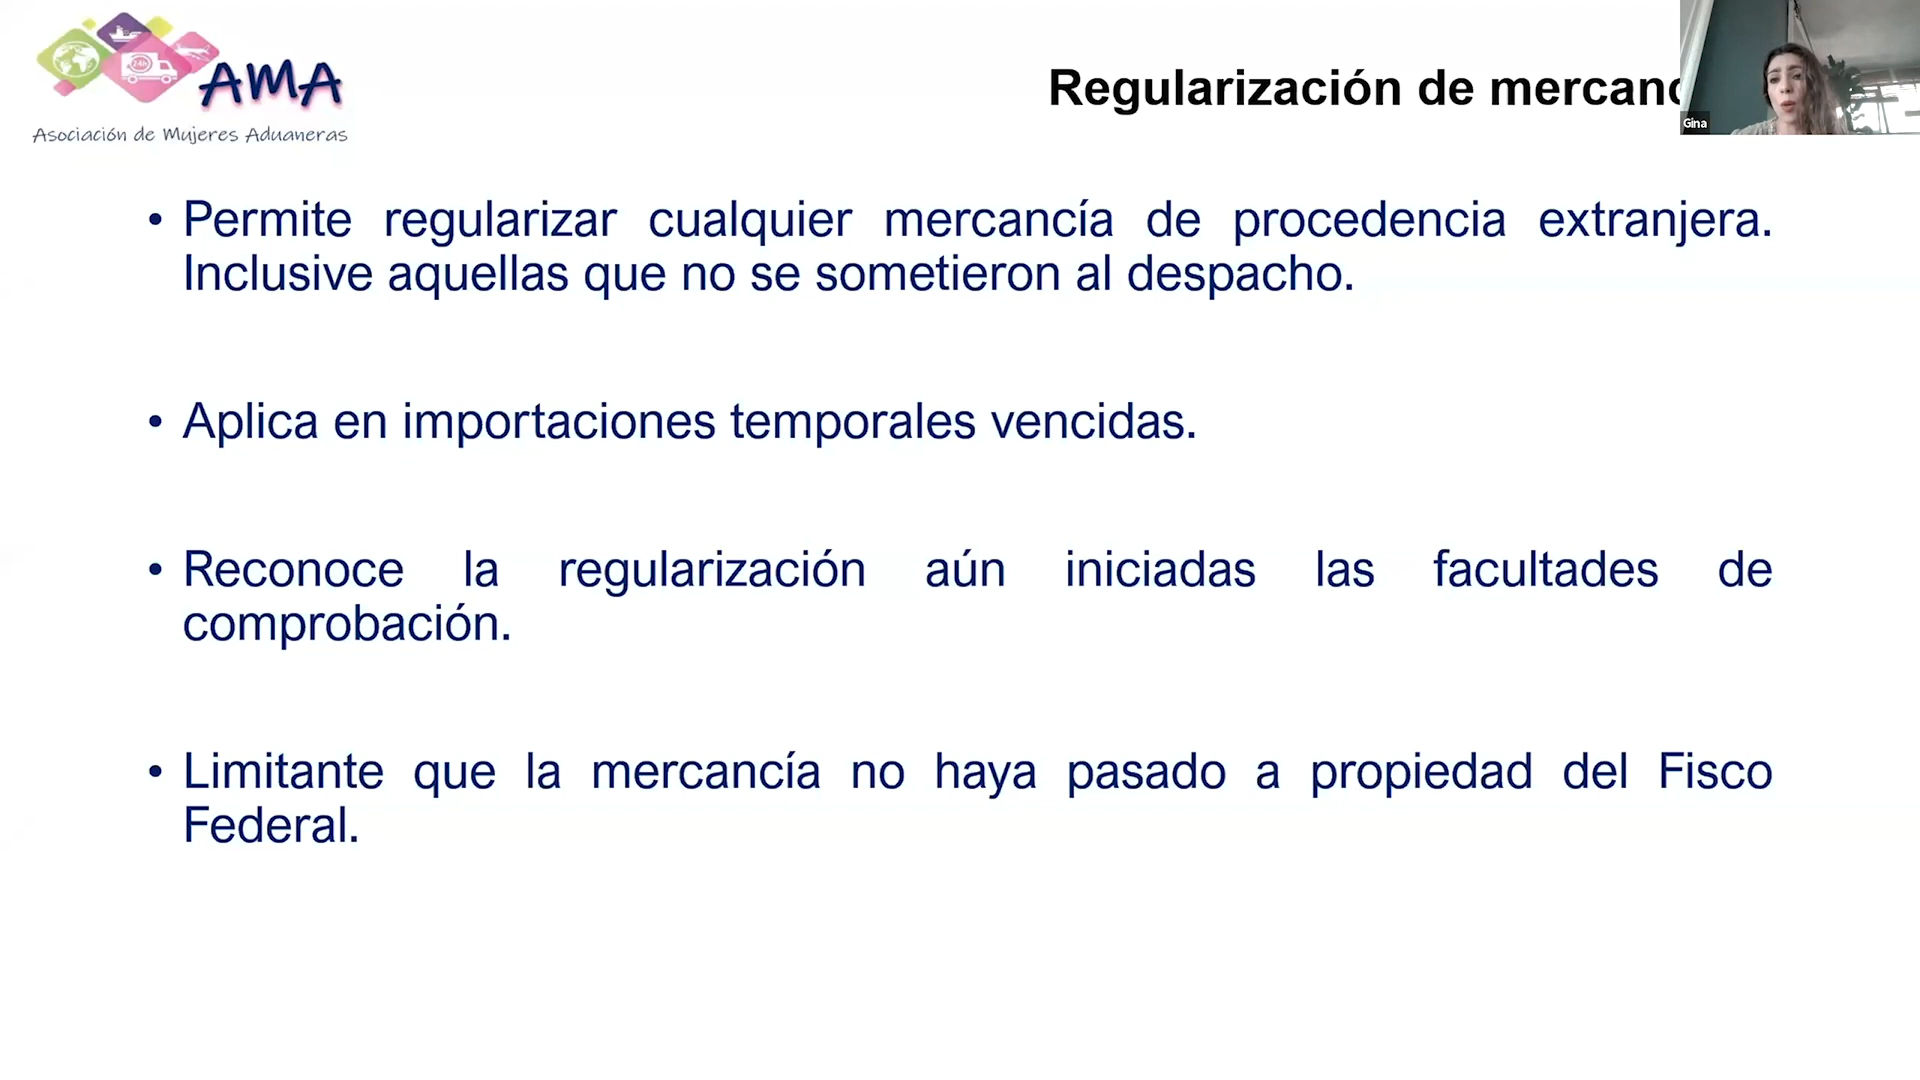 AMA
Asociación de Mujeres Aduaneras
Regularización de mercanc
Gina
• Permite regularizar cualquier mercancía de procedencia extranjera.
Inclusive aquellas que no se sometieron al despacho.
• Aplica en importaciones temporales vencidas.
• Reconoce la regularización aún iniciadas las facultades de
comprobación.
• Limitante que la mercancía no haya pasado a propiedad del Fisco
Federal.